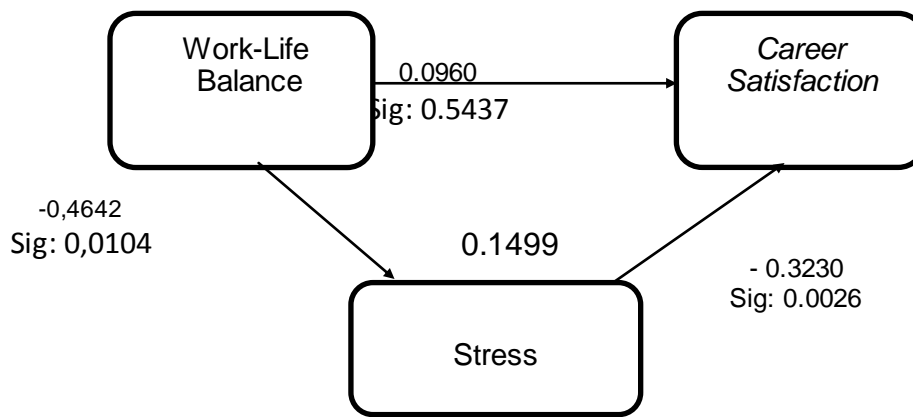 Work-Life
Balance
Career
Satisfaction
0.0960
Sig: 0.5437
-0,4642
Sig: 0,0104
0.1499
- 0.3230
Sig: 0.0026
Stress